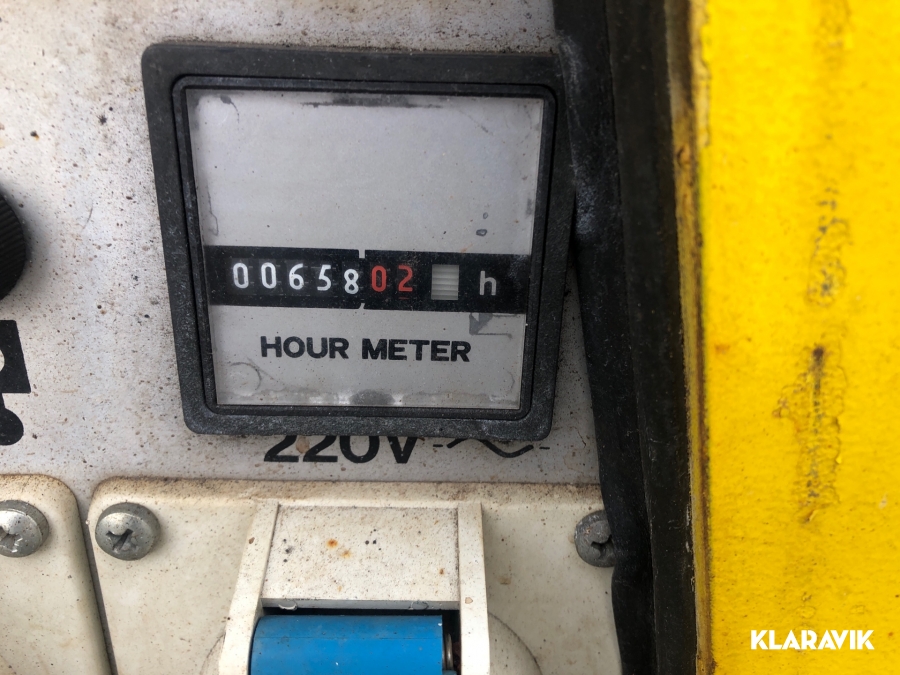 0065802 h
HOUR METER
220V~
KLARAVIK